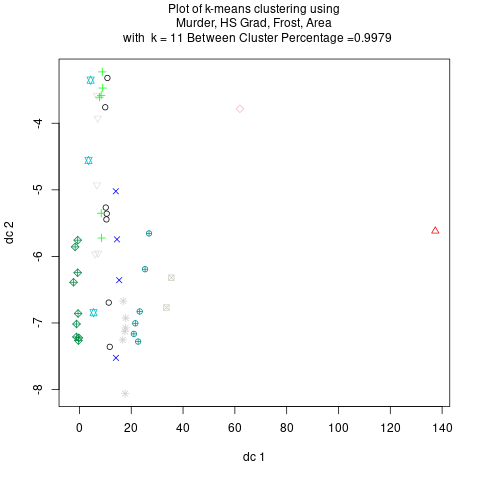 Plot of k-means clustering using
Murder, HS Grad, Frost, Area
with k = 11 Between Cluster Percentage =0.9979
-4
-5
-6
-7
-8
dc 2
0 20 40 60 80 100 120 140
dc 1